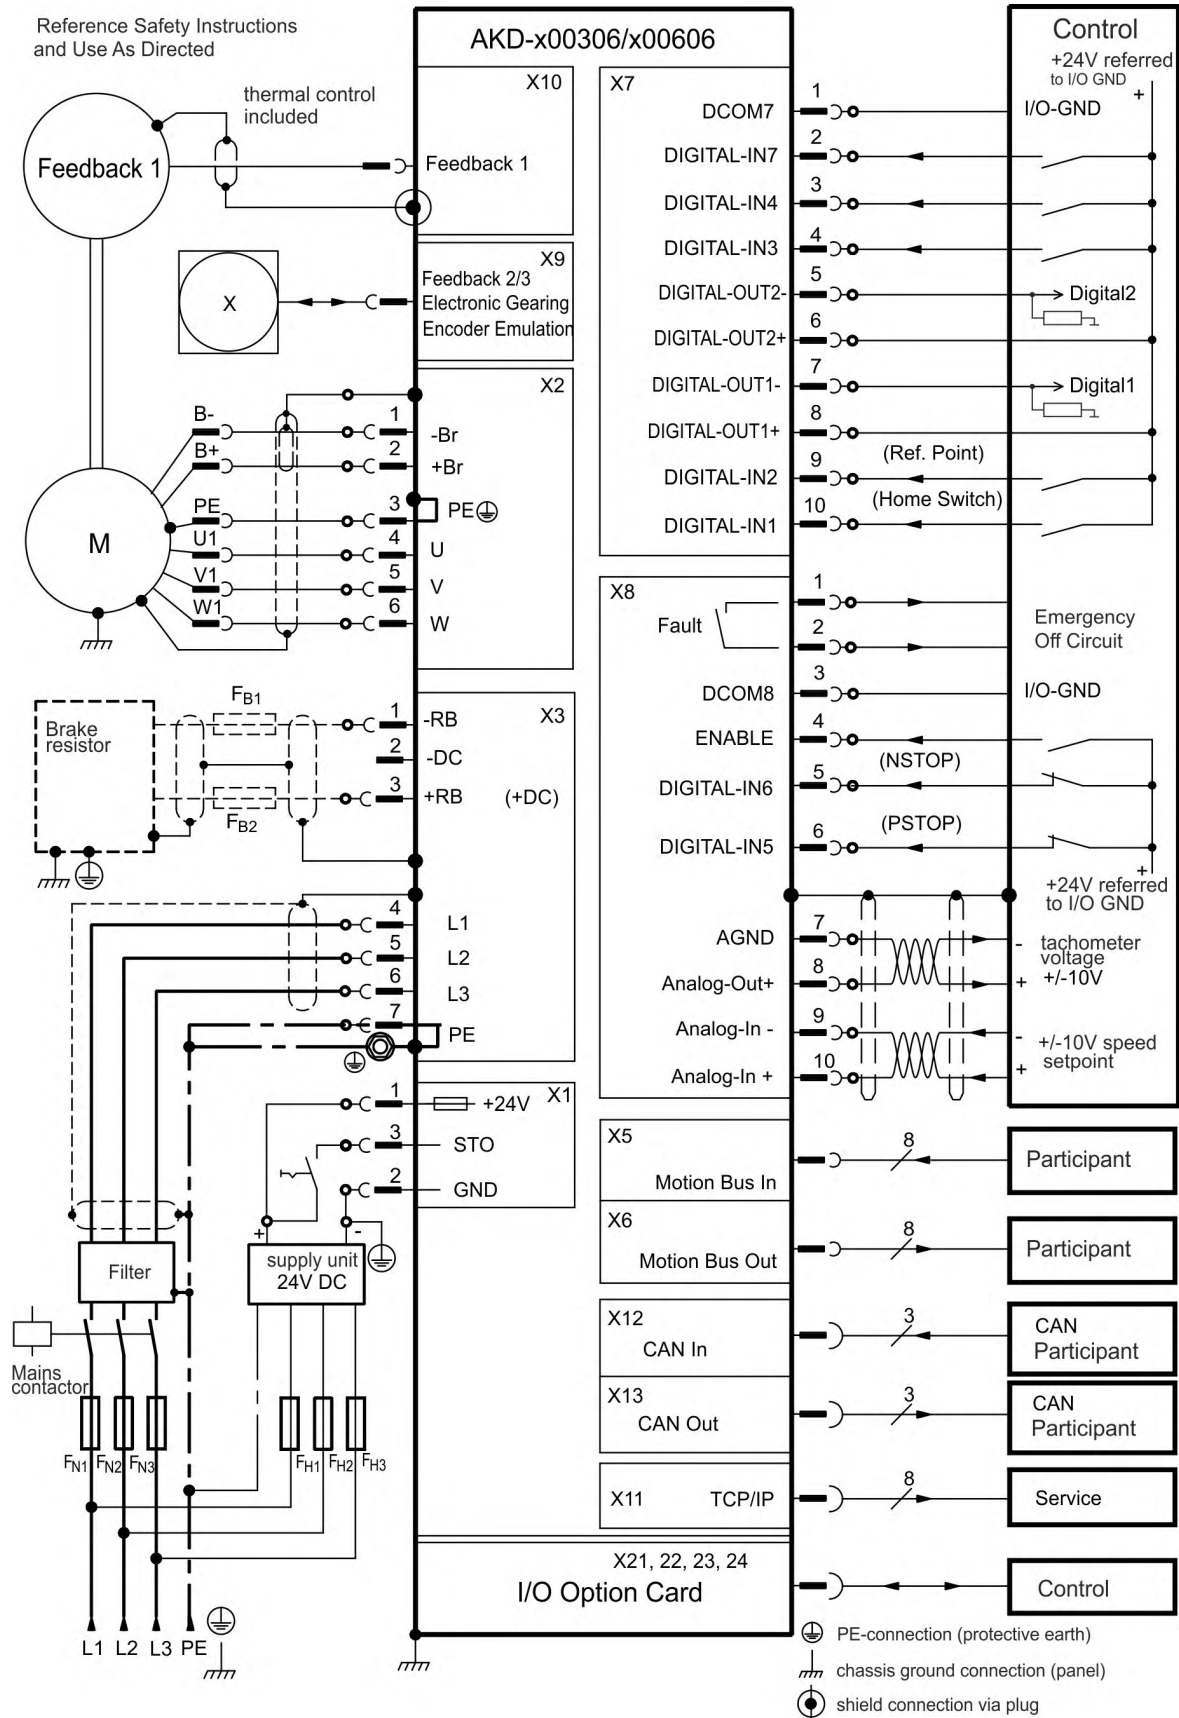 Reference Safety Instructions
and Use As Directed
AKD-x00306/x00606
Control
+24V referred
to I/O GND
+
thermal control
included
Feedback 1
X10
Feedback 1
X
X9
Feedback 2/3
Electronic Gearing
Encoder Emulation
X2
B-
1
-Br
B+
2
+Br
PE
3
PE
U1
4
U
V1
5
V
W1
6
W
M
X3
Brake
resistor
FB1
1
-RB
2
-DC
FB2
3
+RB
(+DC)
4
L1
5
L2
6
L3
7
PE
X1
1
+24V
3
STO
2
GND
+
-
supply unit
24V DC
Filter
Mains
contactor
FN1
FN2
FN3
FH1
FH2
FH3
L1
L2
L3
PE
X7
DCOM7
1
I/O-GND
DIGITAL-IN7
2
DIGITAL-IN4
3
DIGITAL-IN3
4
DIGITAL-OUT2-
5
Digital2
DIGITAL-OUT2+
6
DIGITAL-OUT1-
7
Digital1
DIGITAL-OUT1+
8
DIGITAL-IN2
9
(Ref. Point)
DIGITAL-IN1
10
(Home Switch)
X8
Fault
1
2
Emergency
Off Circuit
DCOM8
3
I/O-GND
ENABLE
4
DIGITAL-IN6
5
(NSTOP)
DIGITAL-IN5
6
(PSTOP)
+
+24V referred
to I/O GND
AGND
7
-
tachometer
voltage
+/-10V
Analog-Out+
8
+
Analog-In -
9
-
+/-10V speed
setpoint
Analog-In +
10
+
X5
Motion Bus In
8
Participant
X6
Motion Bus Out
8
Participant
X12
CAN In
3
CAN
Participant
X13
CAN Out
3
CAN
Participant
X11
TCP/IP
8
Service
X21, 22, 23, 24
I/O Option Card
Control
PE-connection (protective earth)
chassis ground connection (panel)
shield connection via plug